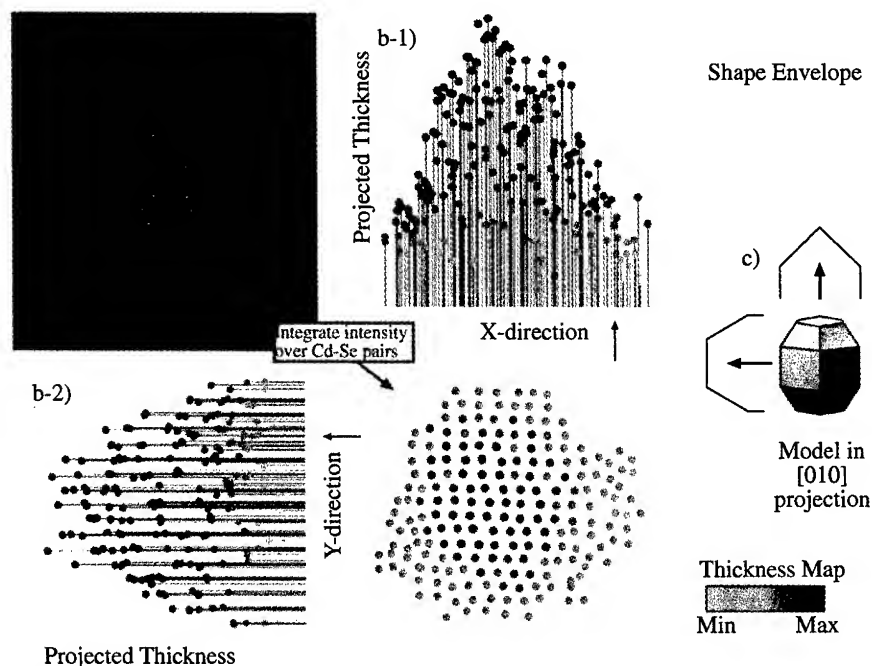 b-1)
Projected Thickness
X-direction
Shape Envelope
c)
Model in
[010]
projection
Thickness Map
Min Max
ntegrate intensity
over Cd-Se pairs
b-2)
Y-direction
Projected Thickness